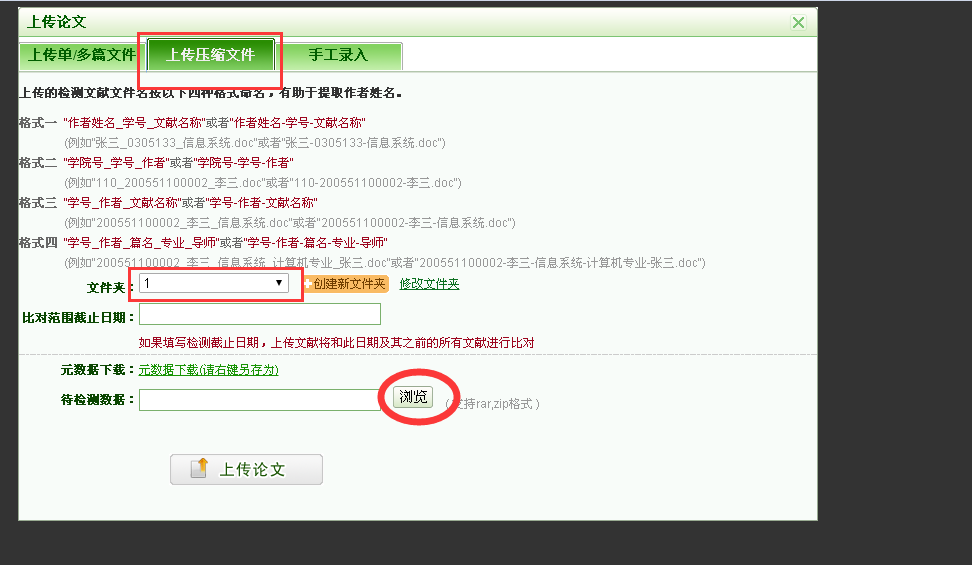 上传论文
上传单/多篇文件 上传压缩文件 手工录入
上传的检测文献文件名按以下四种格式命名，有助于提取作者姓名。
格式一 "作者姓名_学号_文献名称"或者"作者姓名-学号-文献名称"
(例如"张三_0305133_信息系统.doc"或者"张三-0305133-信息系统.doc")
格式二 "学院号_学号_作者"或者"学院号-学号-作者"
(例如"110_200551100002_李三.doc"或者"110-200551100002-李三.doc")
格式三 "学号_作者_文献名称"或者"学号-作者-文献名称"
(例如"200551100002_李三_信息系统.doc"或者"200551100002-李三-信息系统.doc")
格式四 "学号_作者_篇名_专业_导师"或者"学号-作者-篇名-专业-导师"
(例如"200551100002_李三_信息系统_计算机专业_张三.doc"或者"200551100002-李三-信息系统-计算机专业-张三.doc")
文件夹： 1 创建新文件夹 修改文件夹
比对范围截止日期：
如果填写检测截止日期，上传文献将和此日期及其之前的所有文献进行比对
元数据下载： 元数据下载(请右键另存为)
待检测数据： 浏览 (支持rar,zip格式)
上传论文